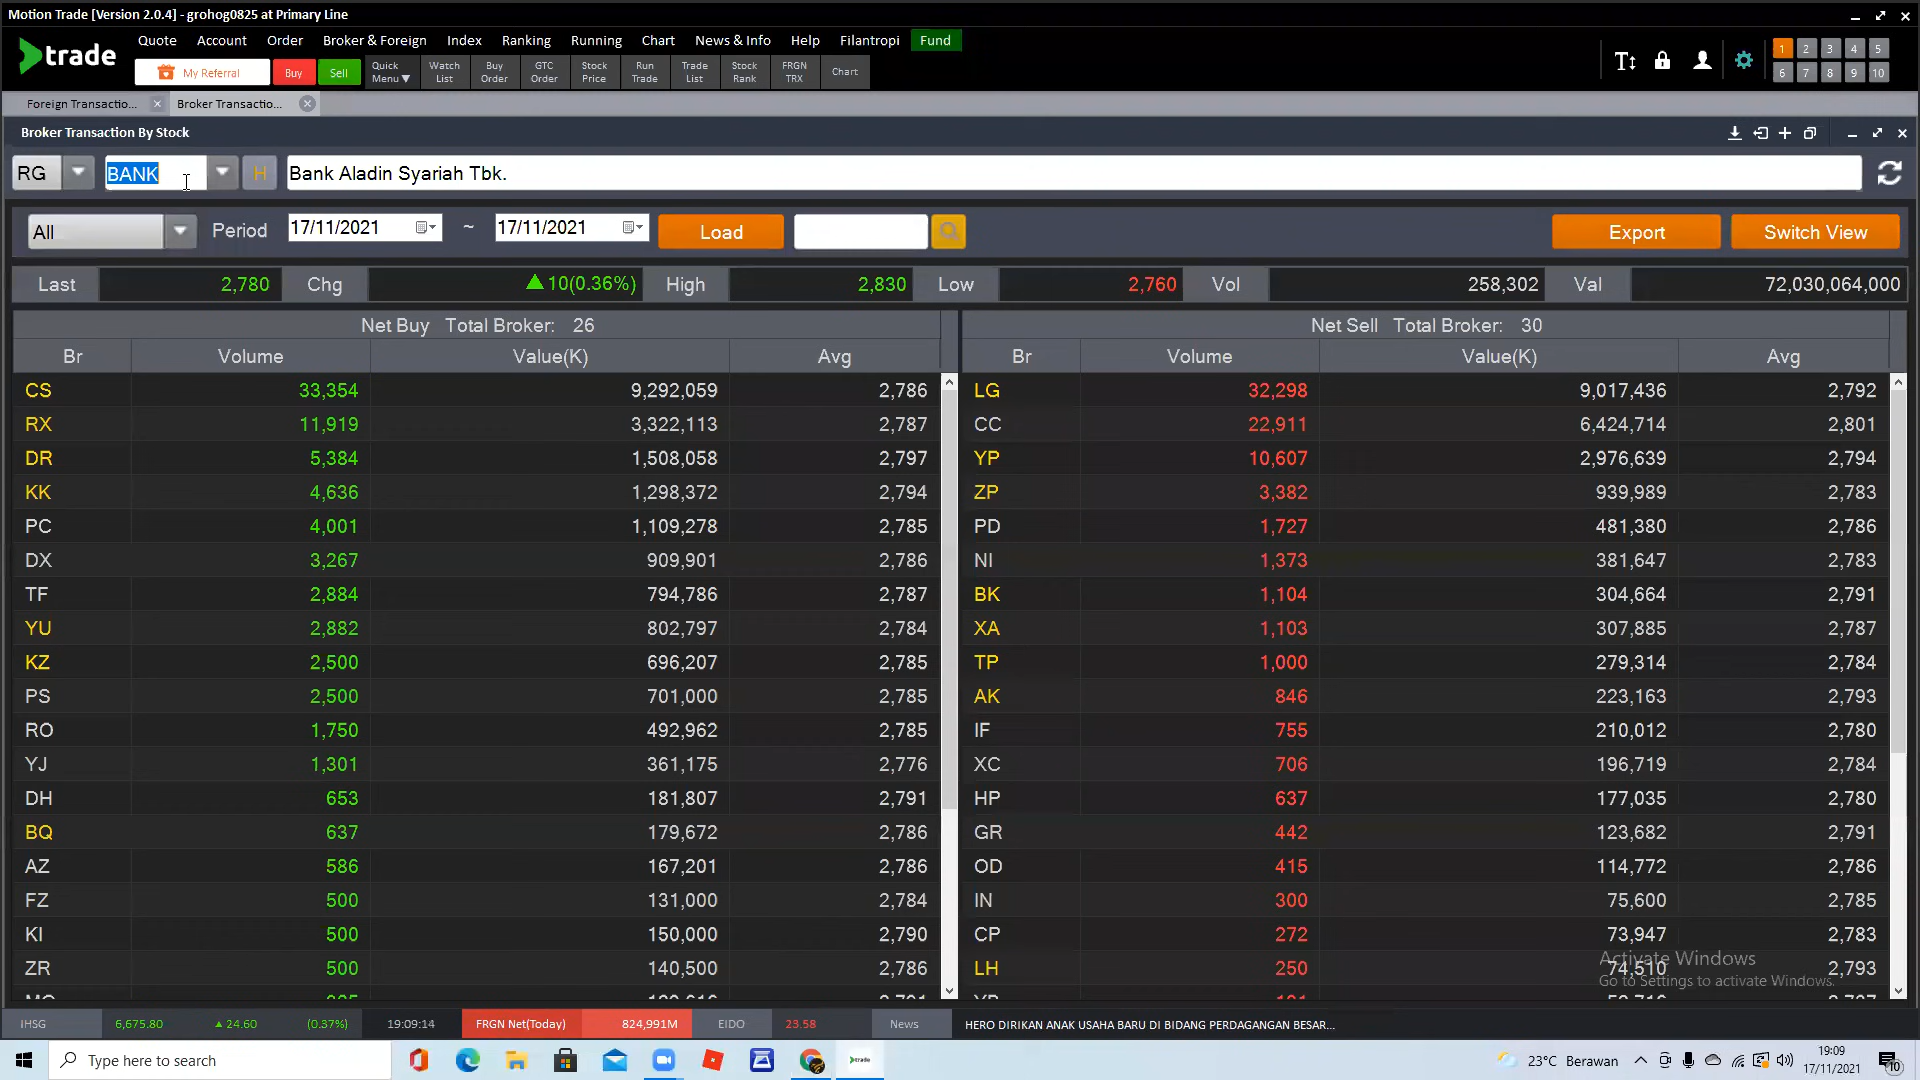 Motion Trade [Version 2.0.4] - grohog0825 at Primary Line
trade
Quote Account Order Broker & Foreign Index Ranking Running Chart News & Info Help Filantropi Fund
My Referral Buy Sell Quick Menu▼ Watch List Buy Order GTC Order Stock Price Run Trade Trade List Stock Rank FRGN TRX Chart
1 2 3 4 5
6 7 8 9 10
Foreign Transactio... Broker Transactio...
Broker Transaction By Stock
RG BANK H Bank Aladin Syariah Tbk.
All Period 17/11/2021 ~ 17/11/2021 Load Export Switch View
Last 2,780 Chg ▲10(0.36%) High 2,830 Low 2,760 Vol 258,302 Val 72,030,064,000
Net Buy Total Broker: 26 Net Sell Total Broker: 30
Br Volume Value(K) Avg Br Volume Value(K) Avg
CS 33,354 9,292,059 2,786 LG 32,298 9,017,436 2,792
RX 11,919 3,322,113 2,787 CC 22,911 6,424,714 2,801
DR 5,384 1,508,058 2,797 YP 10,607 2,976,639 2,794
KK 4,636 1,298,372 2,794 ZP 3,382 939,989 2,783
PC 4,001 1,109,278 2,785 PD 1,727 481,380 2,786
DX 3,267 909,901 2,786 NI 1,373 381,647 2,783
TF 2,884 794,786 2,787 BK 1,104 304,664 2,791
YU 2,882 802,797 2,784 XA 1,103 307,885 2,787
KZ 2,500 696,207 2,785 TP 1,000 279,314 2,784
PS 2,500 701,000 2,785 AK 846 223,163 2,793
RO 1,750 492,962 2,785 IF 755 210,012 2,780
YJ 1,301 361,175 2,776 XC 706 196,719 2,784
DH 653 181,807 2,791 HP 637 177,035 2,780
BQ 637 179,672 2,786 GR 442 123,682 2,791
AZ 586 167,201 2,786 OD 415 114,772 2,786
FZ 500 131,000 2,784 IN 300 75,600 2,785
KI 500 150,000 2,790 CP 272 73,947 2,783
ZR 500 140,500 2,786 LH 250 74,510 2,793
Activate Windows
Go to Settings to activate Windows.
IHSG 6,675.80 ▲ 24.60 (0.37%) 19:09:14 FRGN Net(Today) 824,991M EIDO 23.58 News HERO DIRIKAN ANAK USAHA BARU DI BIDANG PERDAGANGAN BESAR...
Type here to search trade 23°C Berawan 19:09
17/11/2021 10